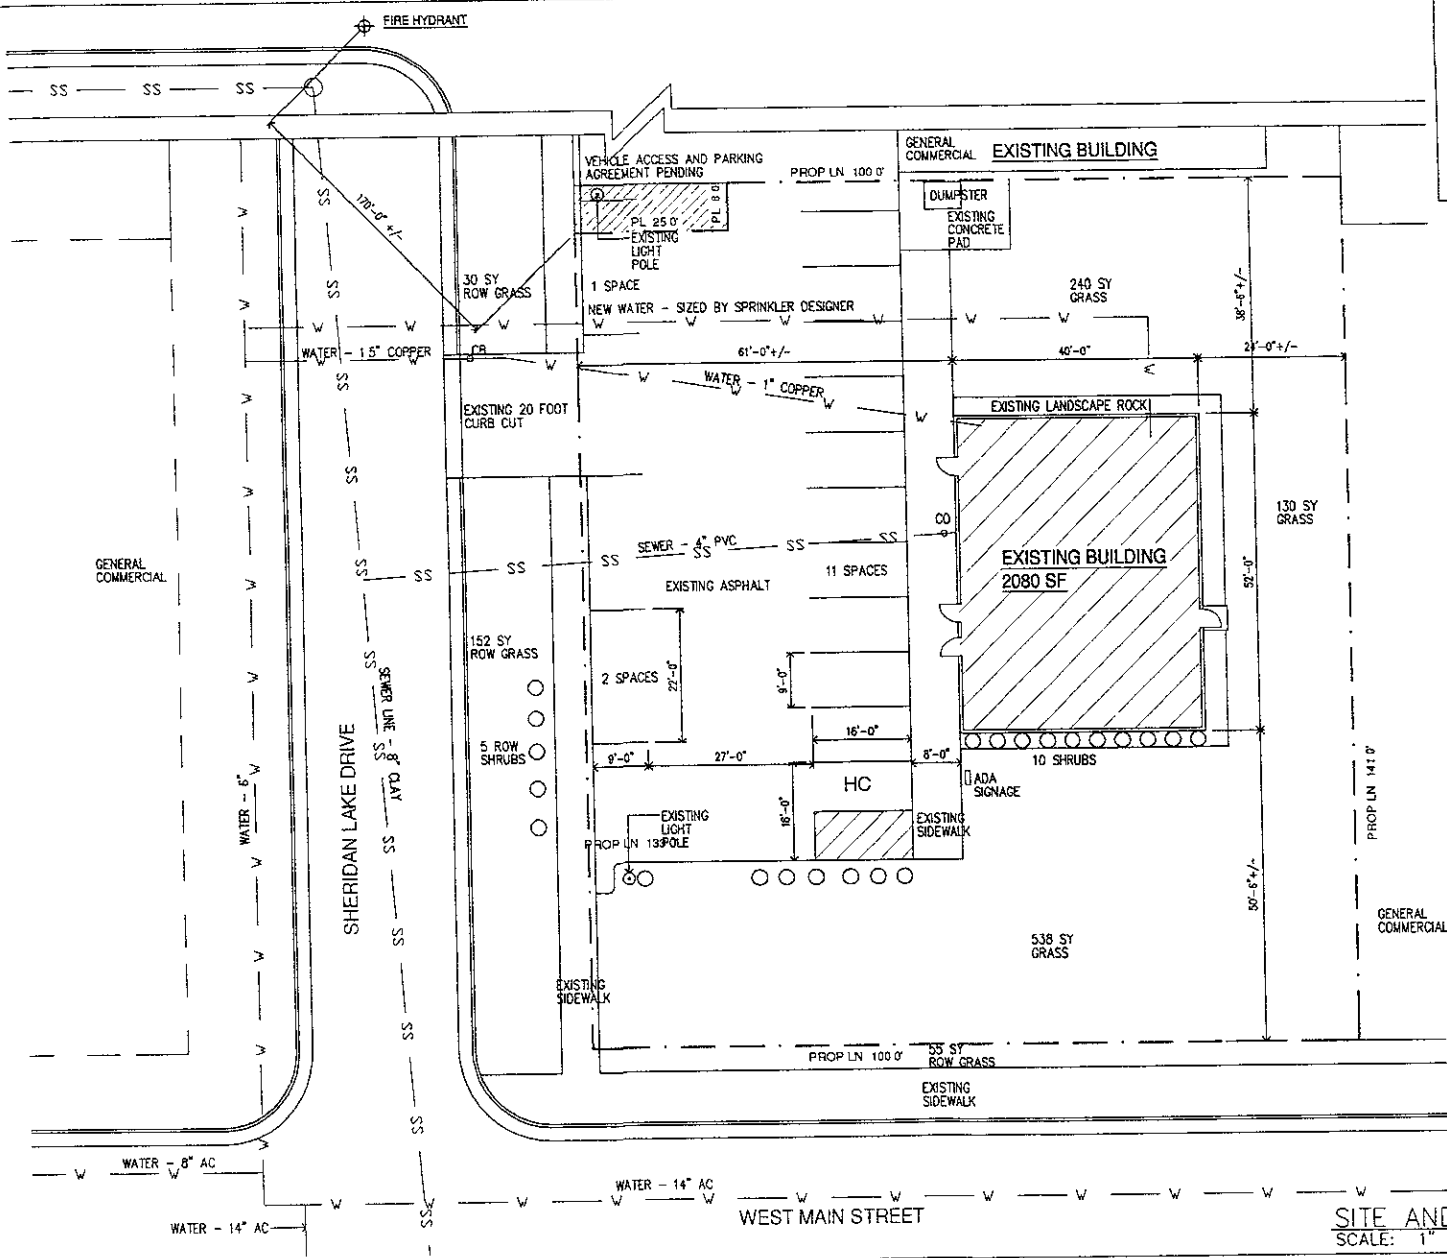 FIRE HYDRANT
SS SS SS
GENERAL
COMMERCIAL
EXISTING BUILDING
VEHICLE ACCESS AND PARKING
AGREEMENT PENDING
PROP LN 100 0'
DUMPSTER
EXISTING
CONCRETE
PAD
PL 25 0'
PL 8 0
EXISTING
LIGHT
POLE
170'-0" +/-
30 SY
ROW GRASS
1 SPACE
240 SY
GRASS
38'-6"+/-
NEW WATER - SIZED BY SPRINKLER DESIGNER
WATER - 1 5" COPPER
CB
61'-0"+/-
40'-0"
WATER - 1" COPPER
EXISTING 20 FOOT
CURB CUT
EXISTING LANDSCAPE ROCK
130 SY
GRASS
CO
SEWER - 4" PVC
EXISTING BUILDING
2080 SF
GENERAL
COMMERCIAL
11 SPACES
EXISTING ASPHALT
52'-0"
152 SY
ROW GRASS
2 SPACES
22'-0"
9'-0"
SEWER LINE - 8" CLAY
16'-0"
5 ROW
SHRUBS
9'-0"
27'-0"
8'-0"
10 SHRUBS
HC
ADA
SIGNAGE
WATER - 6"
SHERIDAN LAKE DRIVE
EXISTING
LIGHT
POLE
EXISTING
SIDEWALK
PROP LN 141 0'
50'-6"+/-
GENERAL
COMMERCIAL
538 SY
GRASS
EXISTING
SIDEWALK
PROP LN 100 0'
55 SY
ROW GRASS
EXISTING
SIDEWALK
WATER - 8" AC
WATER - 14" AC
WEST MAIN STREET
WATER - 14" AC
SITE AND
SCALE: 1"